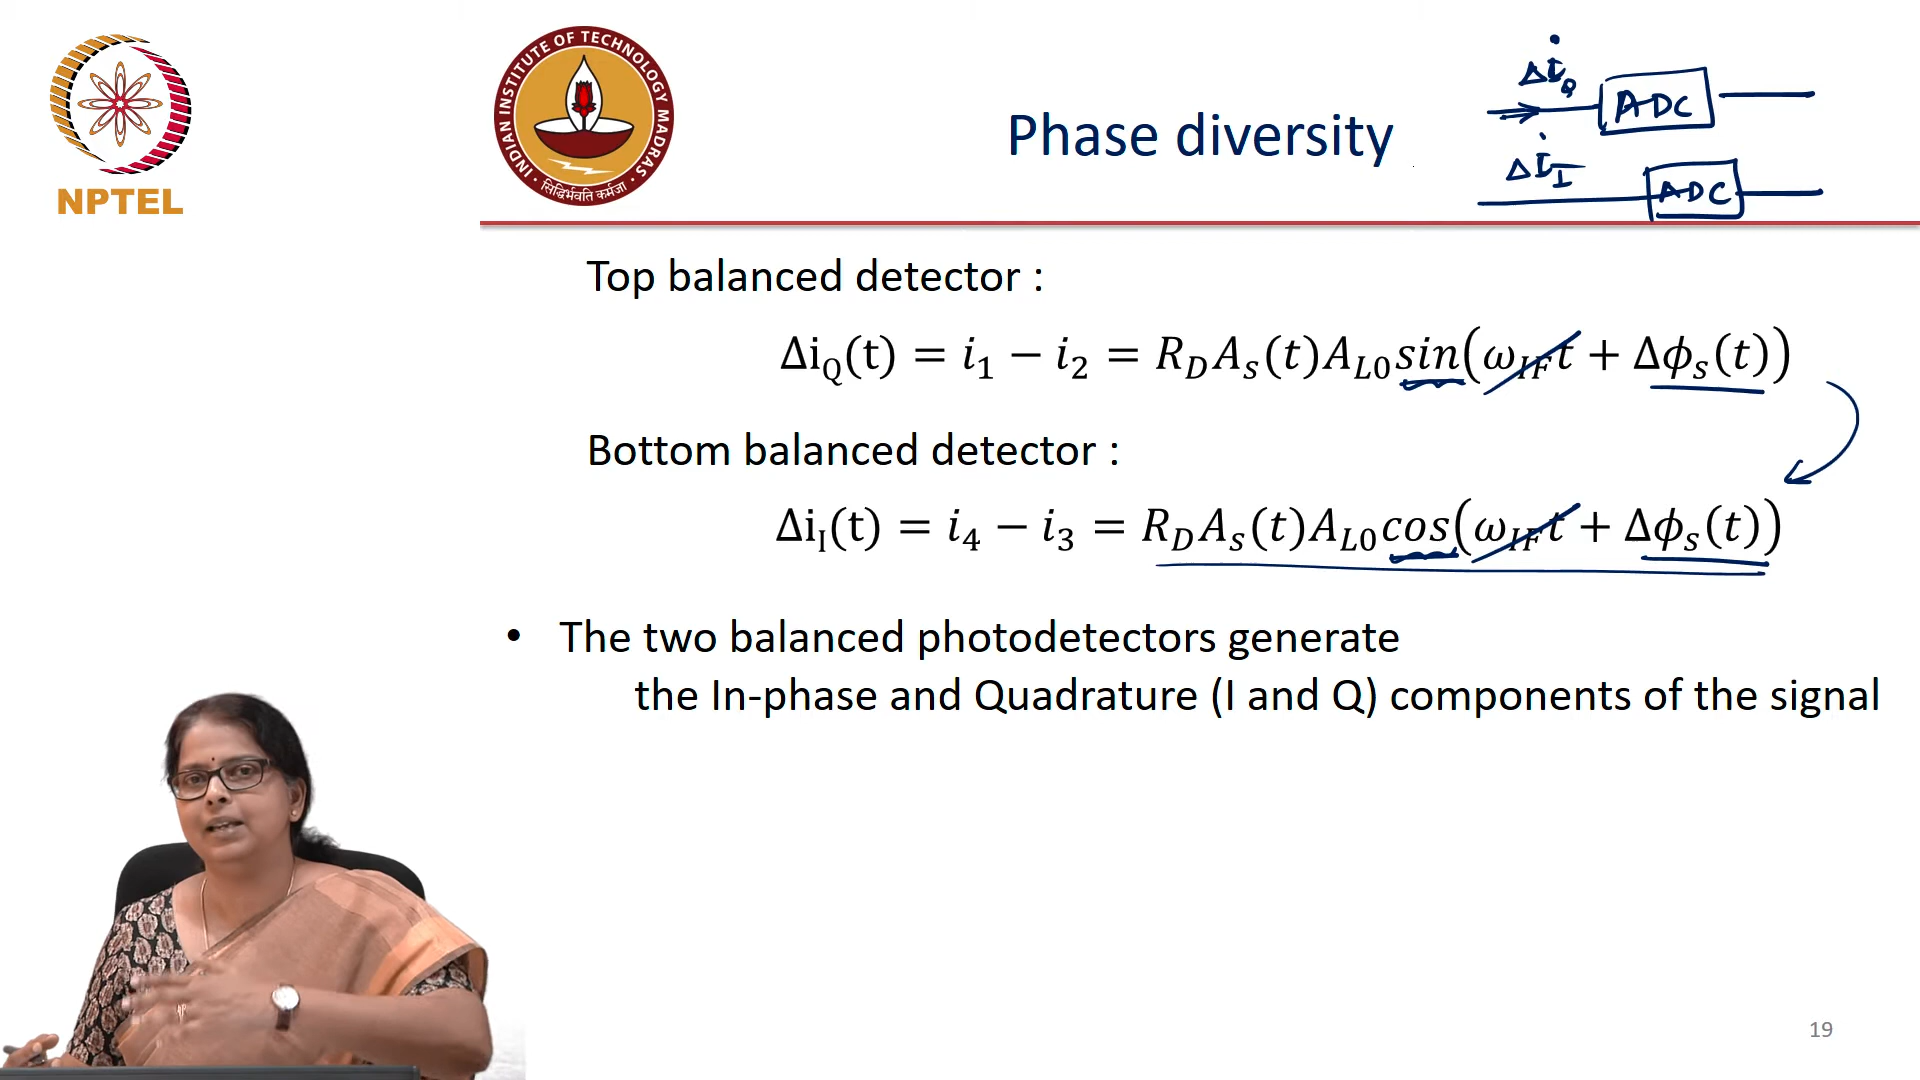 NPTEL
INDIAN INSTITUTE OF TECHNOLOGY MADRAS
सिद्धिर्भवति कर्मजा
Phase diversity
Δi_Q ADC
Δi_I ADC
Top balanced detector :
Δi_Q(t) = i_1 − i_2 = R_D A_s(t) A_L0 sin(ω_IF t + Δϕ_s(t))
Bottom balanced detector :
Δi_I(t) = i_4 − i_3 = R_D A_s(t) A_L0 cos(ω_IF t + Δϕ_s(t))
• The two balanced photodetectors generate
the In-phase and Quadrature (I and Q) components of the signal
19